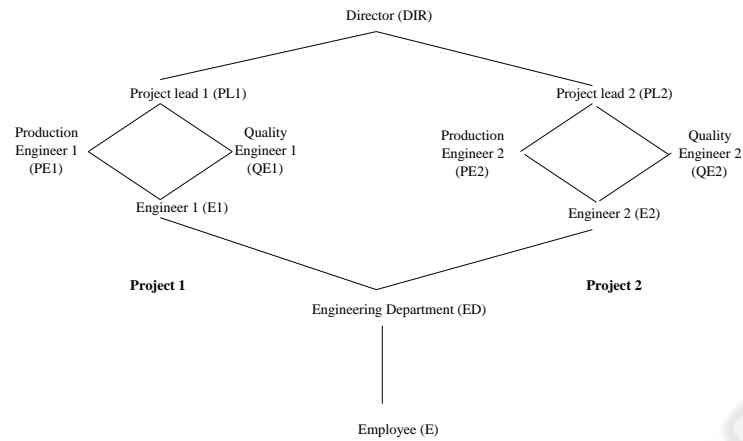 Director (DIR)
Project lead 1 (PL1)
Project lead 2 (PL2)
Production
Engineer 1
(PE1)
Quality
Engineer 1
(QE1)
Production
Engineer 2
(PE2)
Quality
Engineer 2
(QE2)
Engineer 1 (E1)
Engineer 2 (E2)
Project 1
Project 2
Engineering Department (ED)
Employee (E)